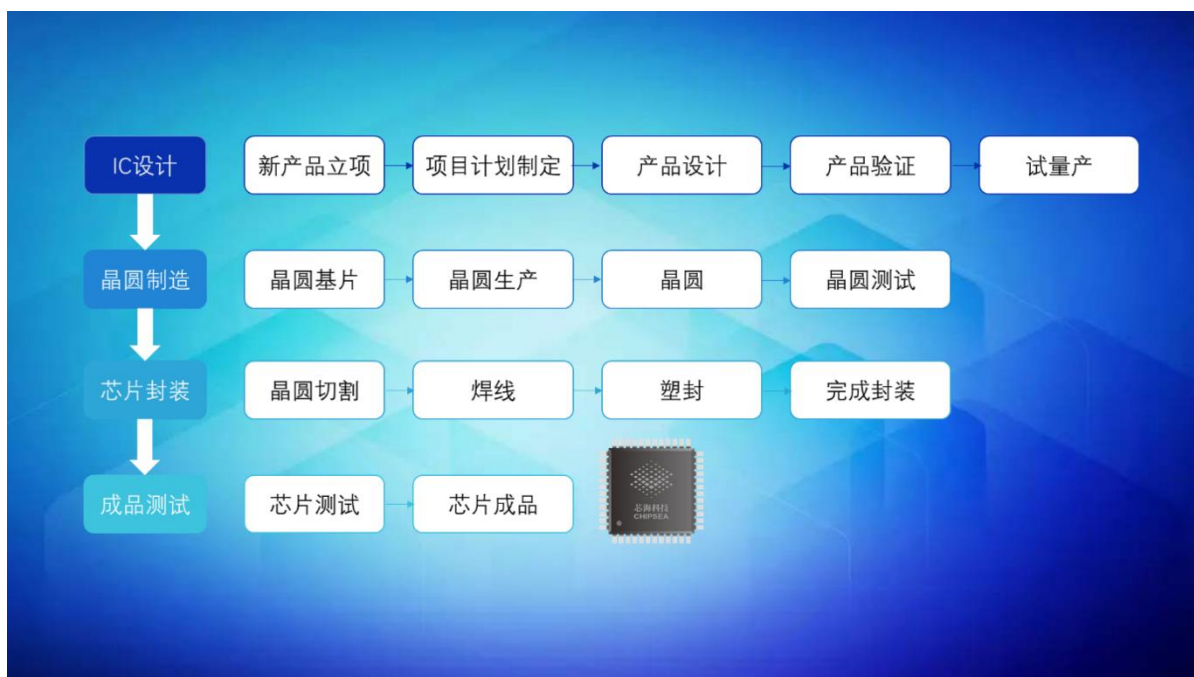 IC设计
新产品立项
项目计划制定
产品设计
产品验证
试量产
晶圆制造
晶圆基片
晶圆生产
晶圆
晶圆测试
芯片封装
晶圆切割
焊线
塑封
完成封装
成品测试
芯片测试
芯片成品
芯海科技
CHIPSEA